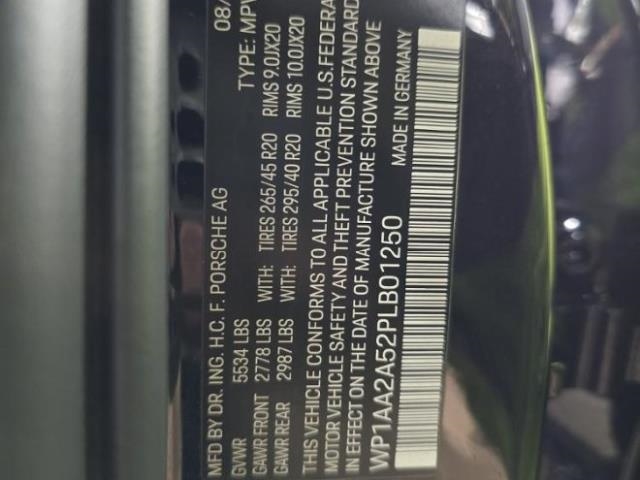 MFD BY DR. ING. H.C. F. PORSCHE AG 08/
GVWR 5534 LBS TYPE: MPV
GAWR FRONT 2778 LBS WITH: TIRES 265/45 R20 RIMS 9.0JX20
GAWR REAR 2987 LBS WITH: TIRES 295/40 R20 RIMS 10.0JX20
THIS VEHICLE CONFORMS TO ALL APPLICABLE U.S. FEDERA
MOTOR VEHICLE SAFETY AND THEFT PREVENTION STANDARD
IN EFFECT ON THE DATE OF MANUFACTURE SHOWN ABOVE
WP1AA2A52PLB01250 MADE IN GERMANY